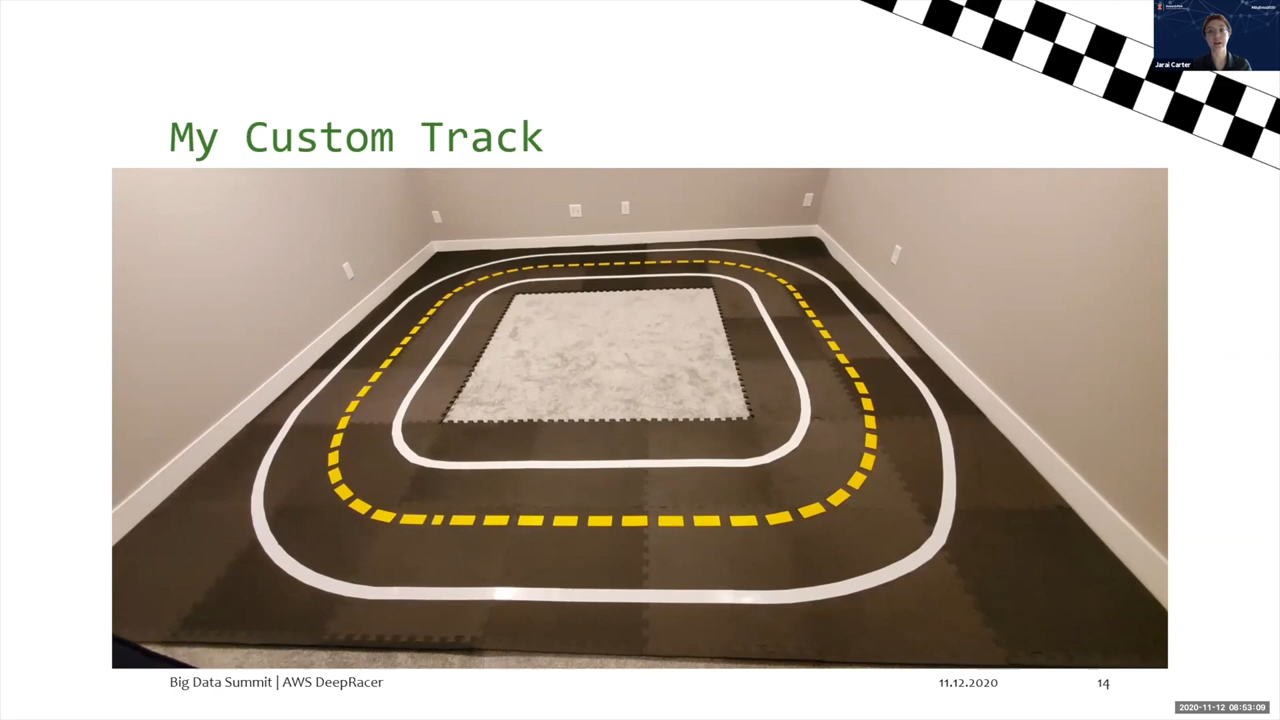 Jarai Carter
My Custom Track
Big Data Summit | AWS DeepRacer
11.12.2020
14
2020-11-12 08:53:09